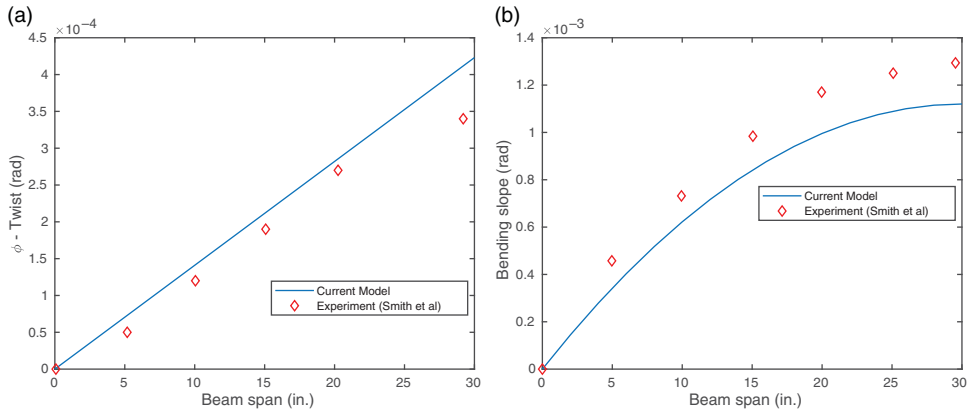 (a)
×10⁻⁴
4.5
4
3.5
3
2.5
2
1.5
1
0.5
0
ϕ - Twist (rad)
0 5 10 15 20 25 30
Beam span (in.)
Current Model
Experiment (Smith et al)
(b)
×10⁻³
1.4
1.2
1
0.8
0.6
0.4
0.2
0
Bending slope (rad)
0 5 10 15 20 25 30
Beam span (in.)
Current Model
Experiment (Smith et al)